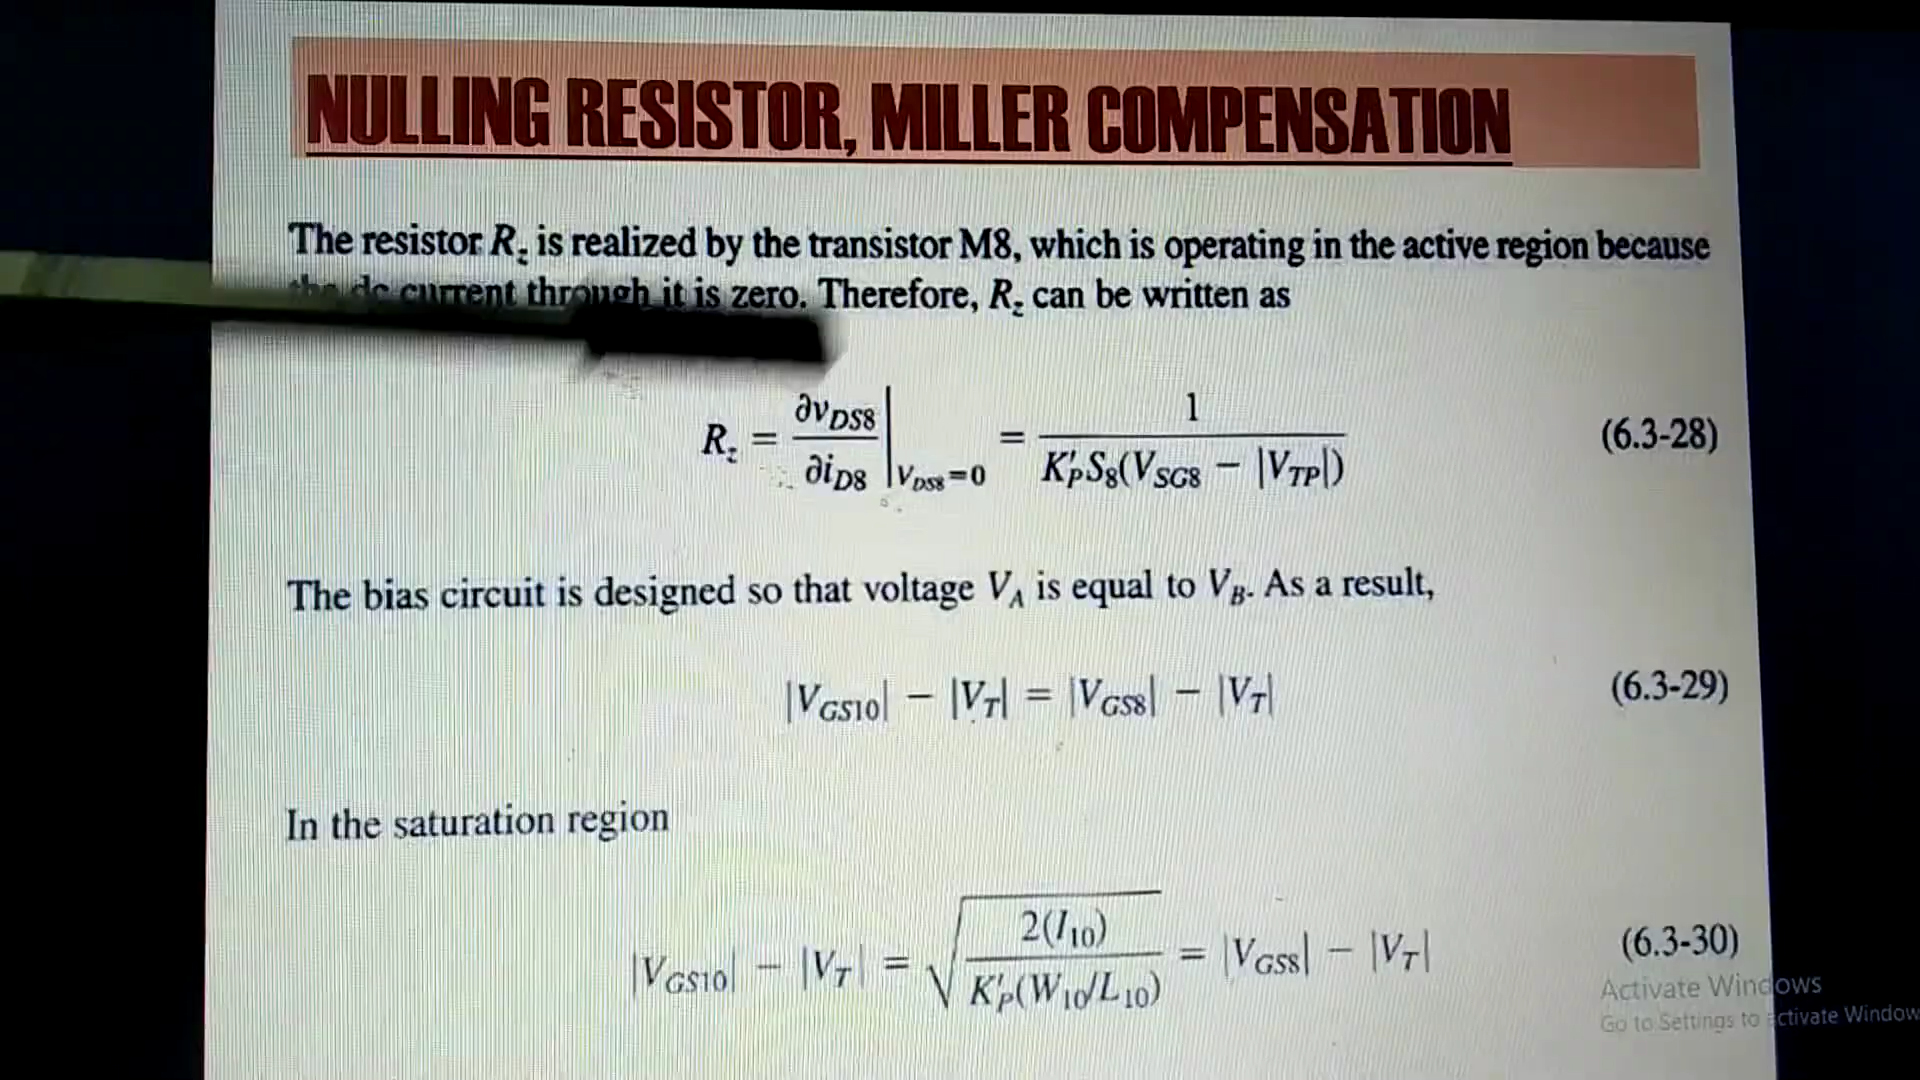 NULLING RESISTOR, MILLER COMPENSATION
The resistor R_z is realized by the transistor M8, which is operating in the active region because
the dc current through it is zero. Therefore, R_z can be written as
R_z = ∂v_DS8/∂i_D8 |_{V_DS8=0} = 1/(K'_P S_8(V_SG8 − |V_TP|)) (6.3-28)
The bias circuit is designed so that voltage V_A is equal to V_B. As a result,
|V_GS10| − |V_T| = |V_GS8| − |V_T| (6.3-29)
In the saturation region
|V_GS10| − |V_T| = √(2(I_10)/(K'_P(W_10/L_10))) = |V_GS8| − |V_T| (6.3-30)
Activate Windows
Go to Settings to activate Window